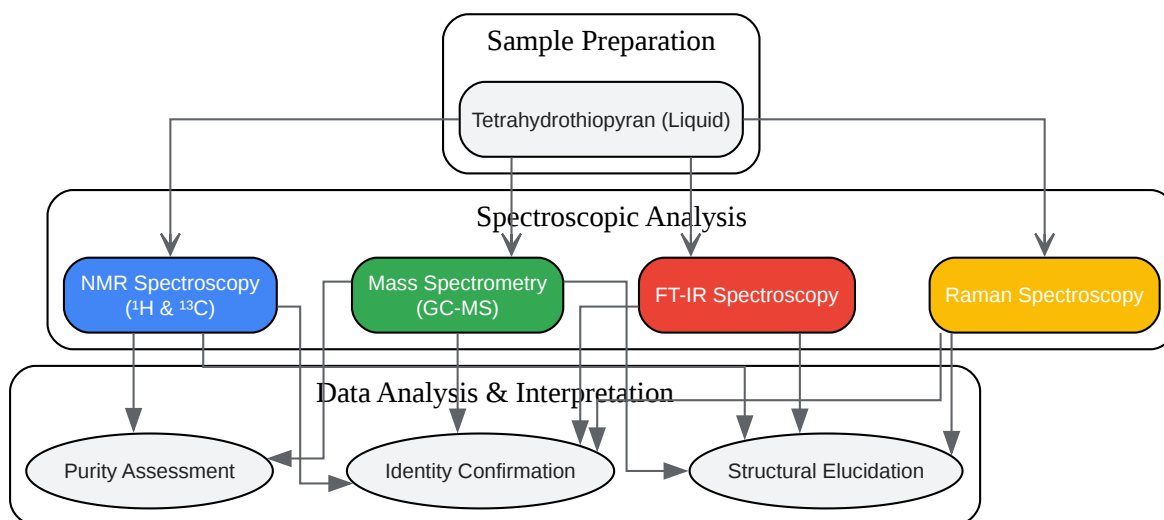 Sample Preparation
Tetrahydrothiopyran (Liquid)
Spectroscopic Analysis
NMR Spectroscopy
(¹H & ¹³C)
Mass Spectrometry
(GC-MS)
FT-IR Spectroscopy
Raman Spectroscopy
Data Analysis & Interpretation
Purity Assessment
Identity Confirmation
Structural Elucidation